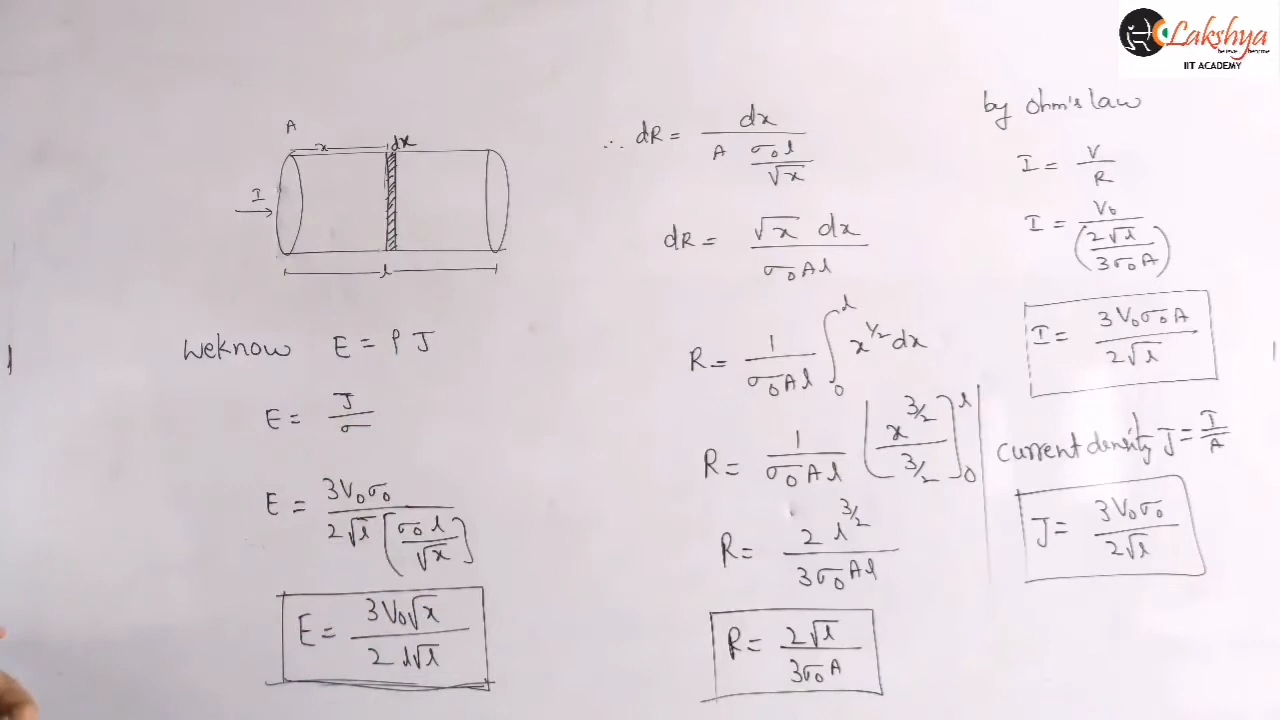 Lakshya
IIT ACADEMY
A
x dx
I
l
We know E = ρ J
E = J/σ
E = 3V₀σ₀ / 2√l [σ₀ l / √x]
E = 3V₀√x / 2 l√l
∴ dR = dx / A σ₀ l / √x
dR = √x dx / σ₀ A l
R = 1/σ₀ A l ∫₀ˡ x^½ dx
R = 1/σ₀ A l [x^3/2 / 3/2]₀ˡ
R = 2 l^3/2 / 3σ₀ A l
R = 2√l / 3σ₀ A
by ohm's law
I = V/R
I = V₀ / (2√l / 3σ₀ A)
I = 3V₀σ₀A / 2√l
current density J = I/A
J = 3V₀σ₀ / 2√l